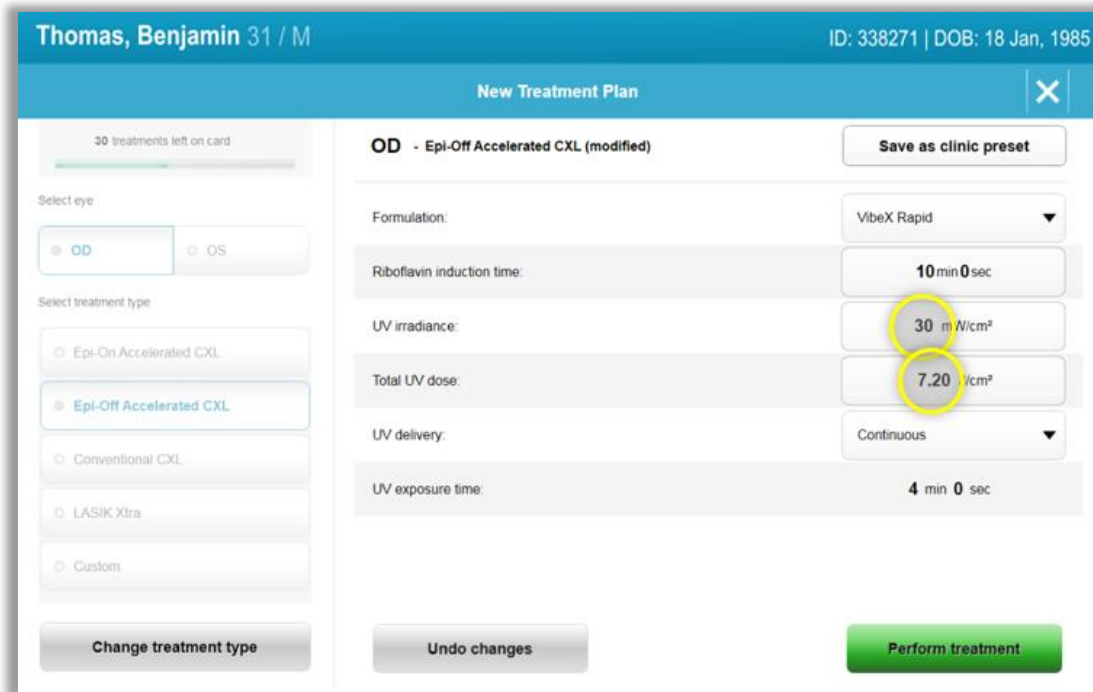 Thomas, Benjamin 31 / M
ID: 338271 | DOB: 18 Jan, 1985
New Treatment Plan
30 treatments left on card
Select eye
OD
OS
Select treatment type
Epi-On Accelerated CXL
Epi-Off Accelerated CXL
Conventional CXL
LASIK Xtra
Custom
Change treatment type
OD - Epi-Off Accelerated CXL (modified)
Save as clinic preset
Formulation: VibeX Rapid
Riboflavin induction time: 10 min 0 sec
UV irradiance: 30 mW/cm²
Total UV dose: 7.20 /cm²
UV delivery: Continuous
UV exposure time: 4 min 0 sec
Undo changes
Perform treatment